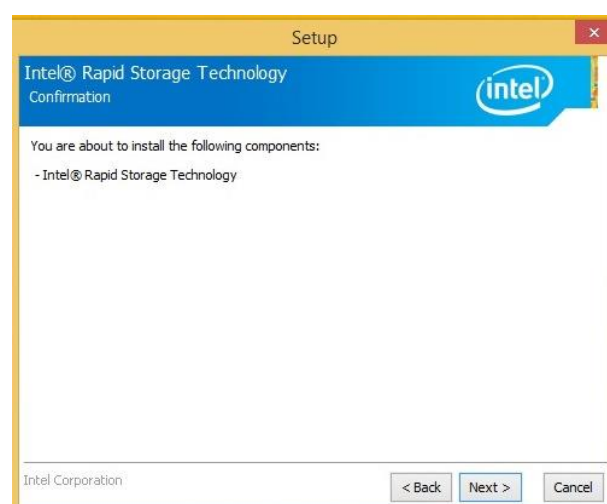 Setup
Intel® Rapid Storage Technology
Confirmation
intel
You are about to install the following components:
- Intel® Rapid Storage Technology
Intel Corporation
< Back
Next >
Cancel